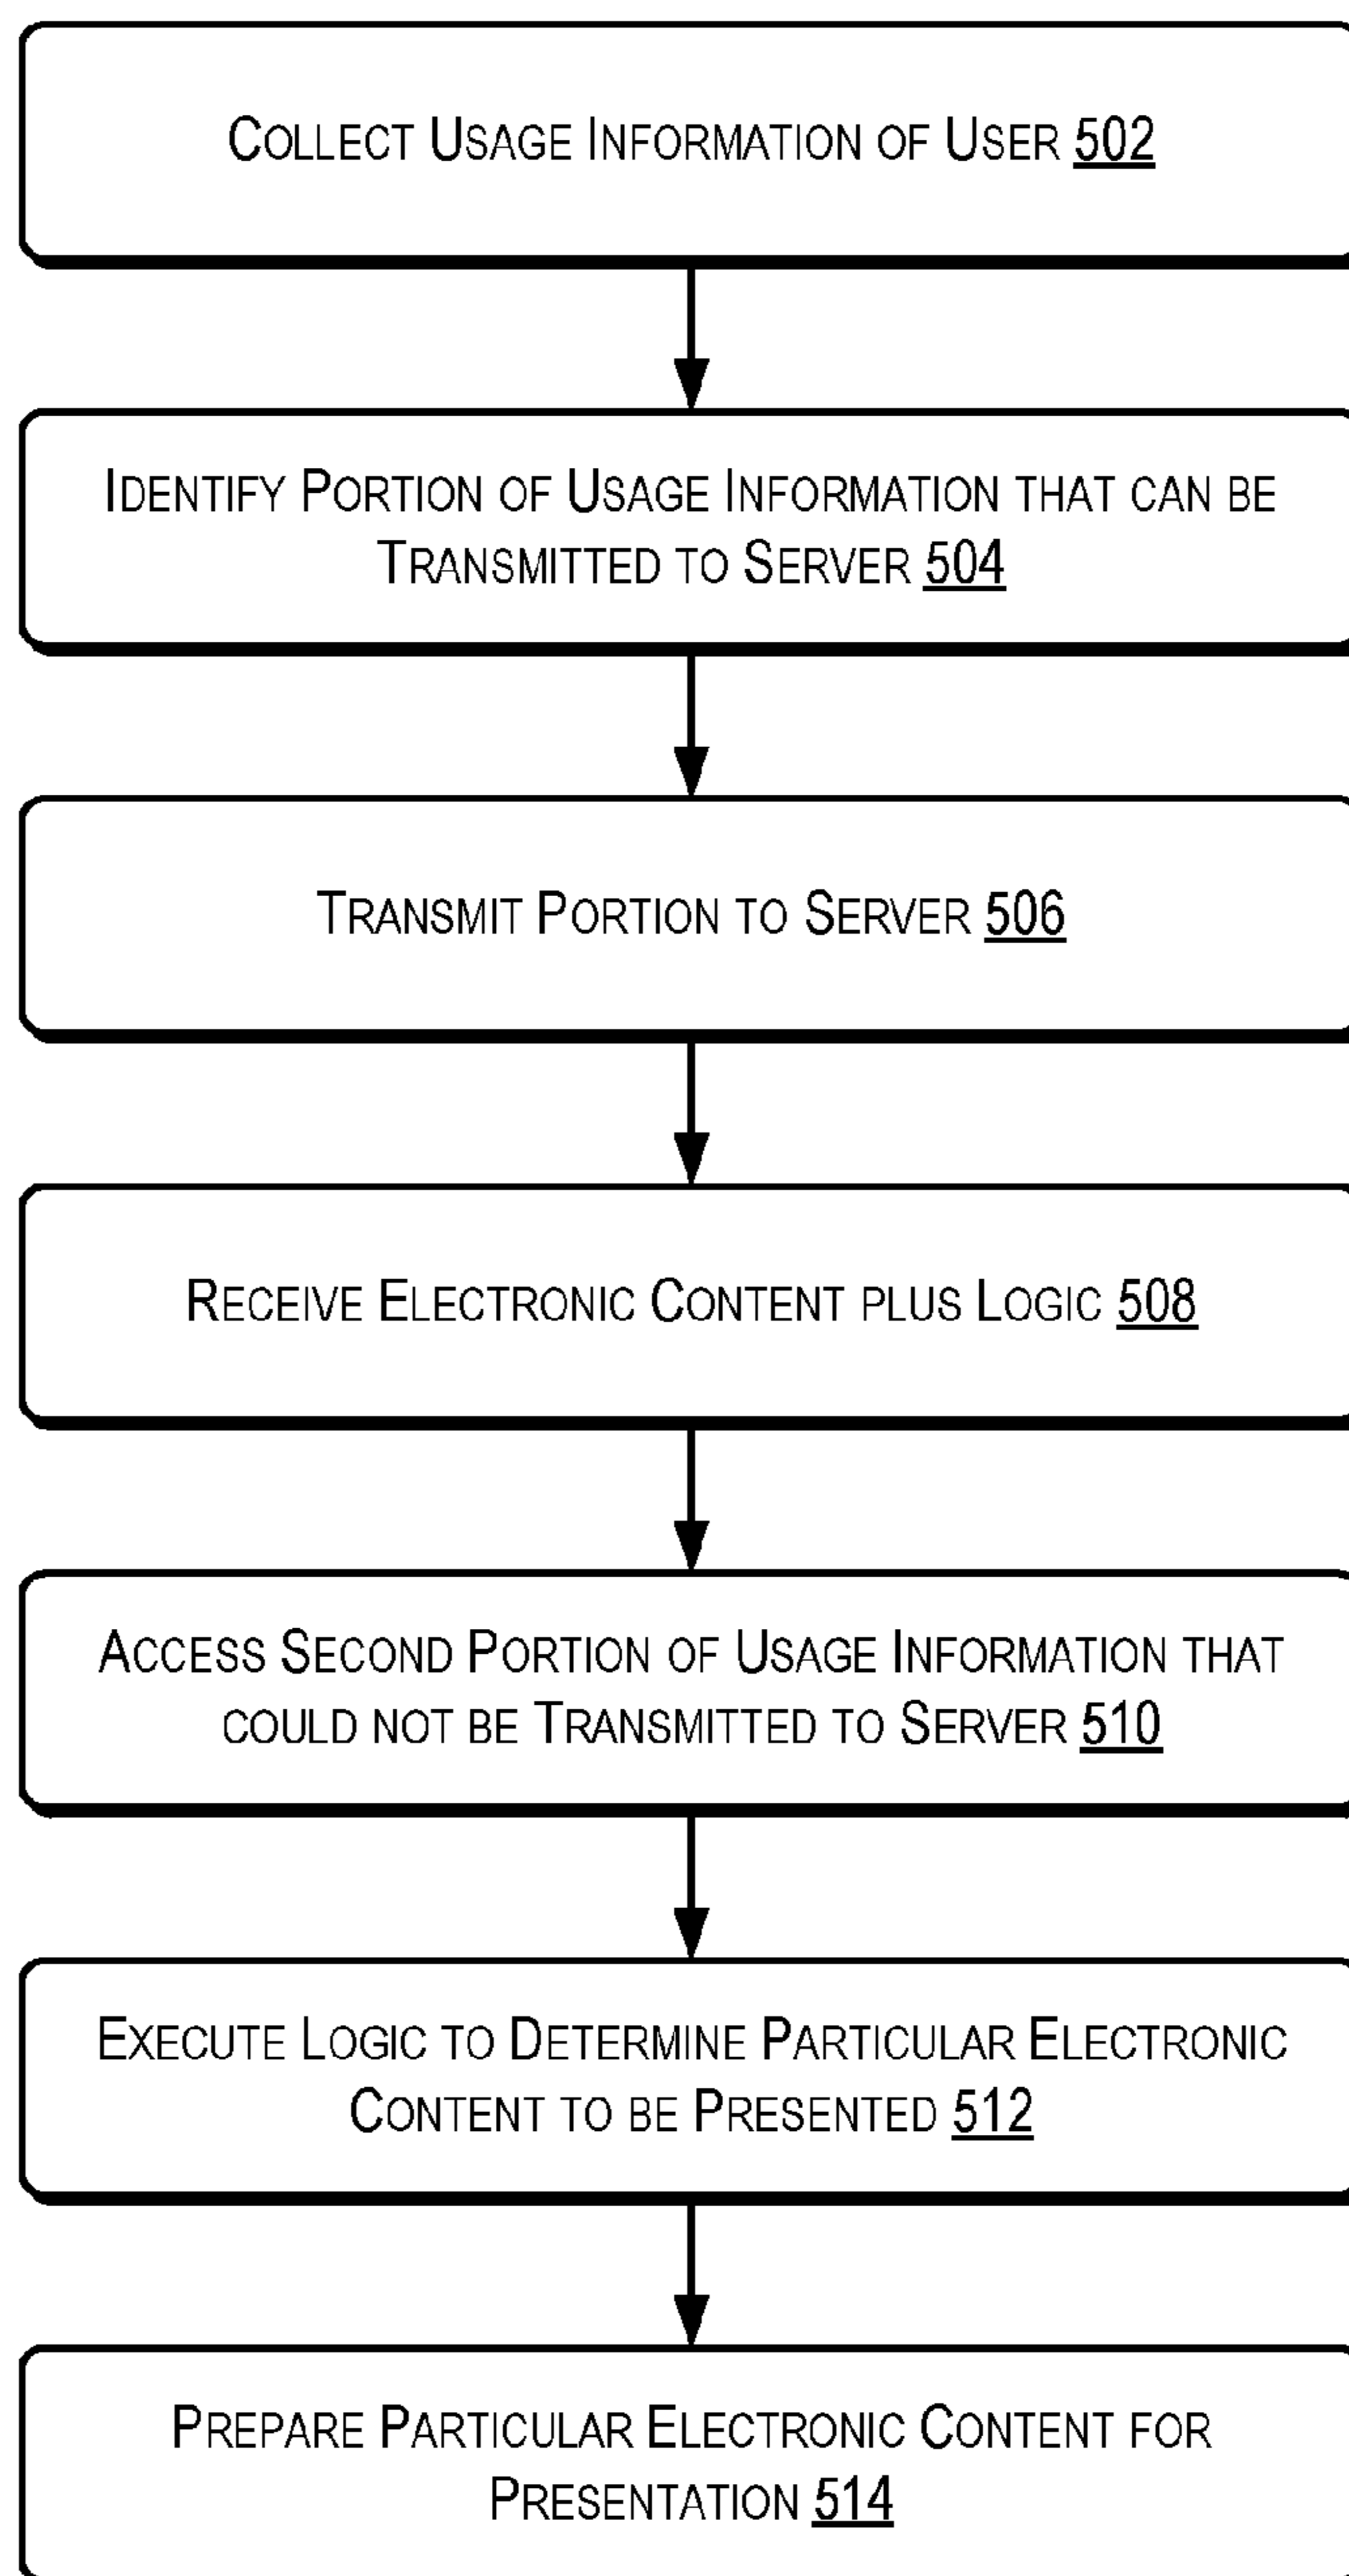 Collect Usage Information of User 502
Identify Portion of Usage Information that can be
Transmitted to Server 504
Transmit Portion to Server 506
Receive Electronic Content plus Logic 508
Access Second Portion of Usage Information that
could not be Transmitted to Server 510
Execute Logic to Determine Particular Electronic
Content to be Presented 512
Prepare Particular Electronic Content for
Presentation 514